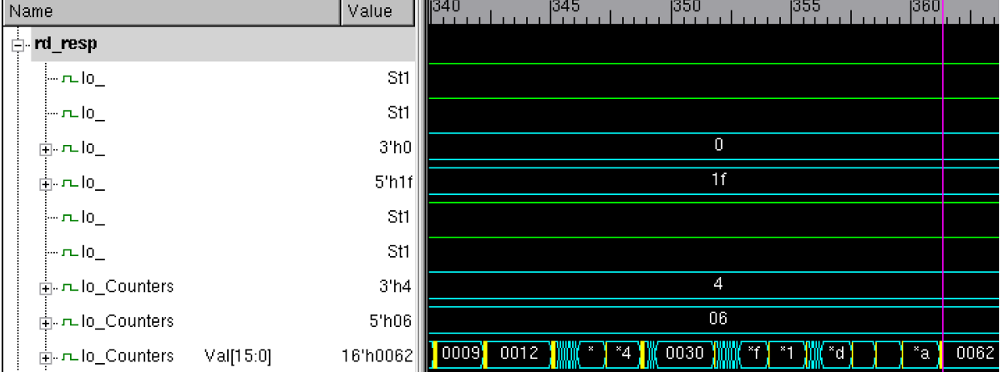 Name Value 340 345 350 355 360
rd_resp
lo_ St1
lo_ St1
lo_ 3'h0 0
lo_ 5'h1f 1f
lo_ St1
lo_ St1
lo_Counters 3'h4 4
lo_Counters 5'h06 06
lo_Counters Val[15:0] 16'h0062 0009 0012 * *4 0030 *f *1 *d *a 0062